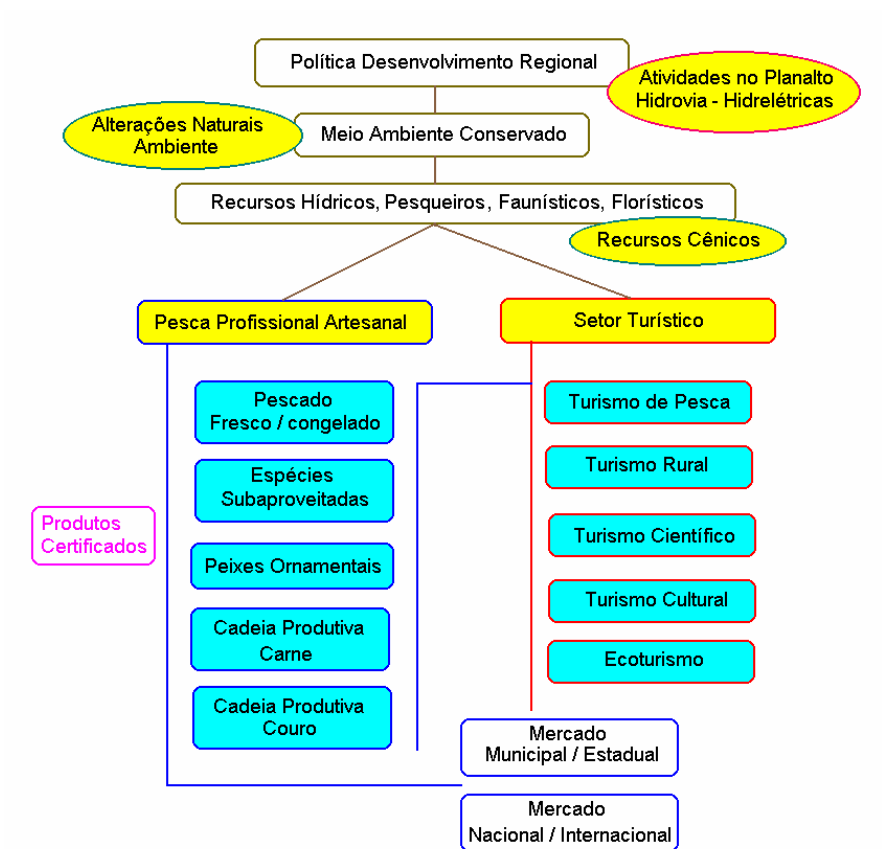 Política Desenvolvimento Regional
Atividades no Planalto
Hidrovia - Hidrelétricas
Alterações Naturais
Ambiente
Meio Ambiente Conservado
Recursos Hídricos, Pesqueiros, Faunísticos, Florísticos
Recursos Cênicos
Pesca Profissional Artesanal
Setor Turístico
Pescado
Fresco / congelado
Espécies
Subaproveitadas
Peixes Ornamentais
Cadeia Produtiva
Carne
Cadeia Produtiva
Couro
Produtos
Certificados
Turismo de Pesca
Turismo Rural
Turismo Científico
Turismo Cultural
Ecoturismo
Mercado
Municipal / Estadual
Mercado
Nacional / Internacional